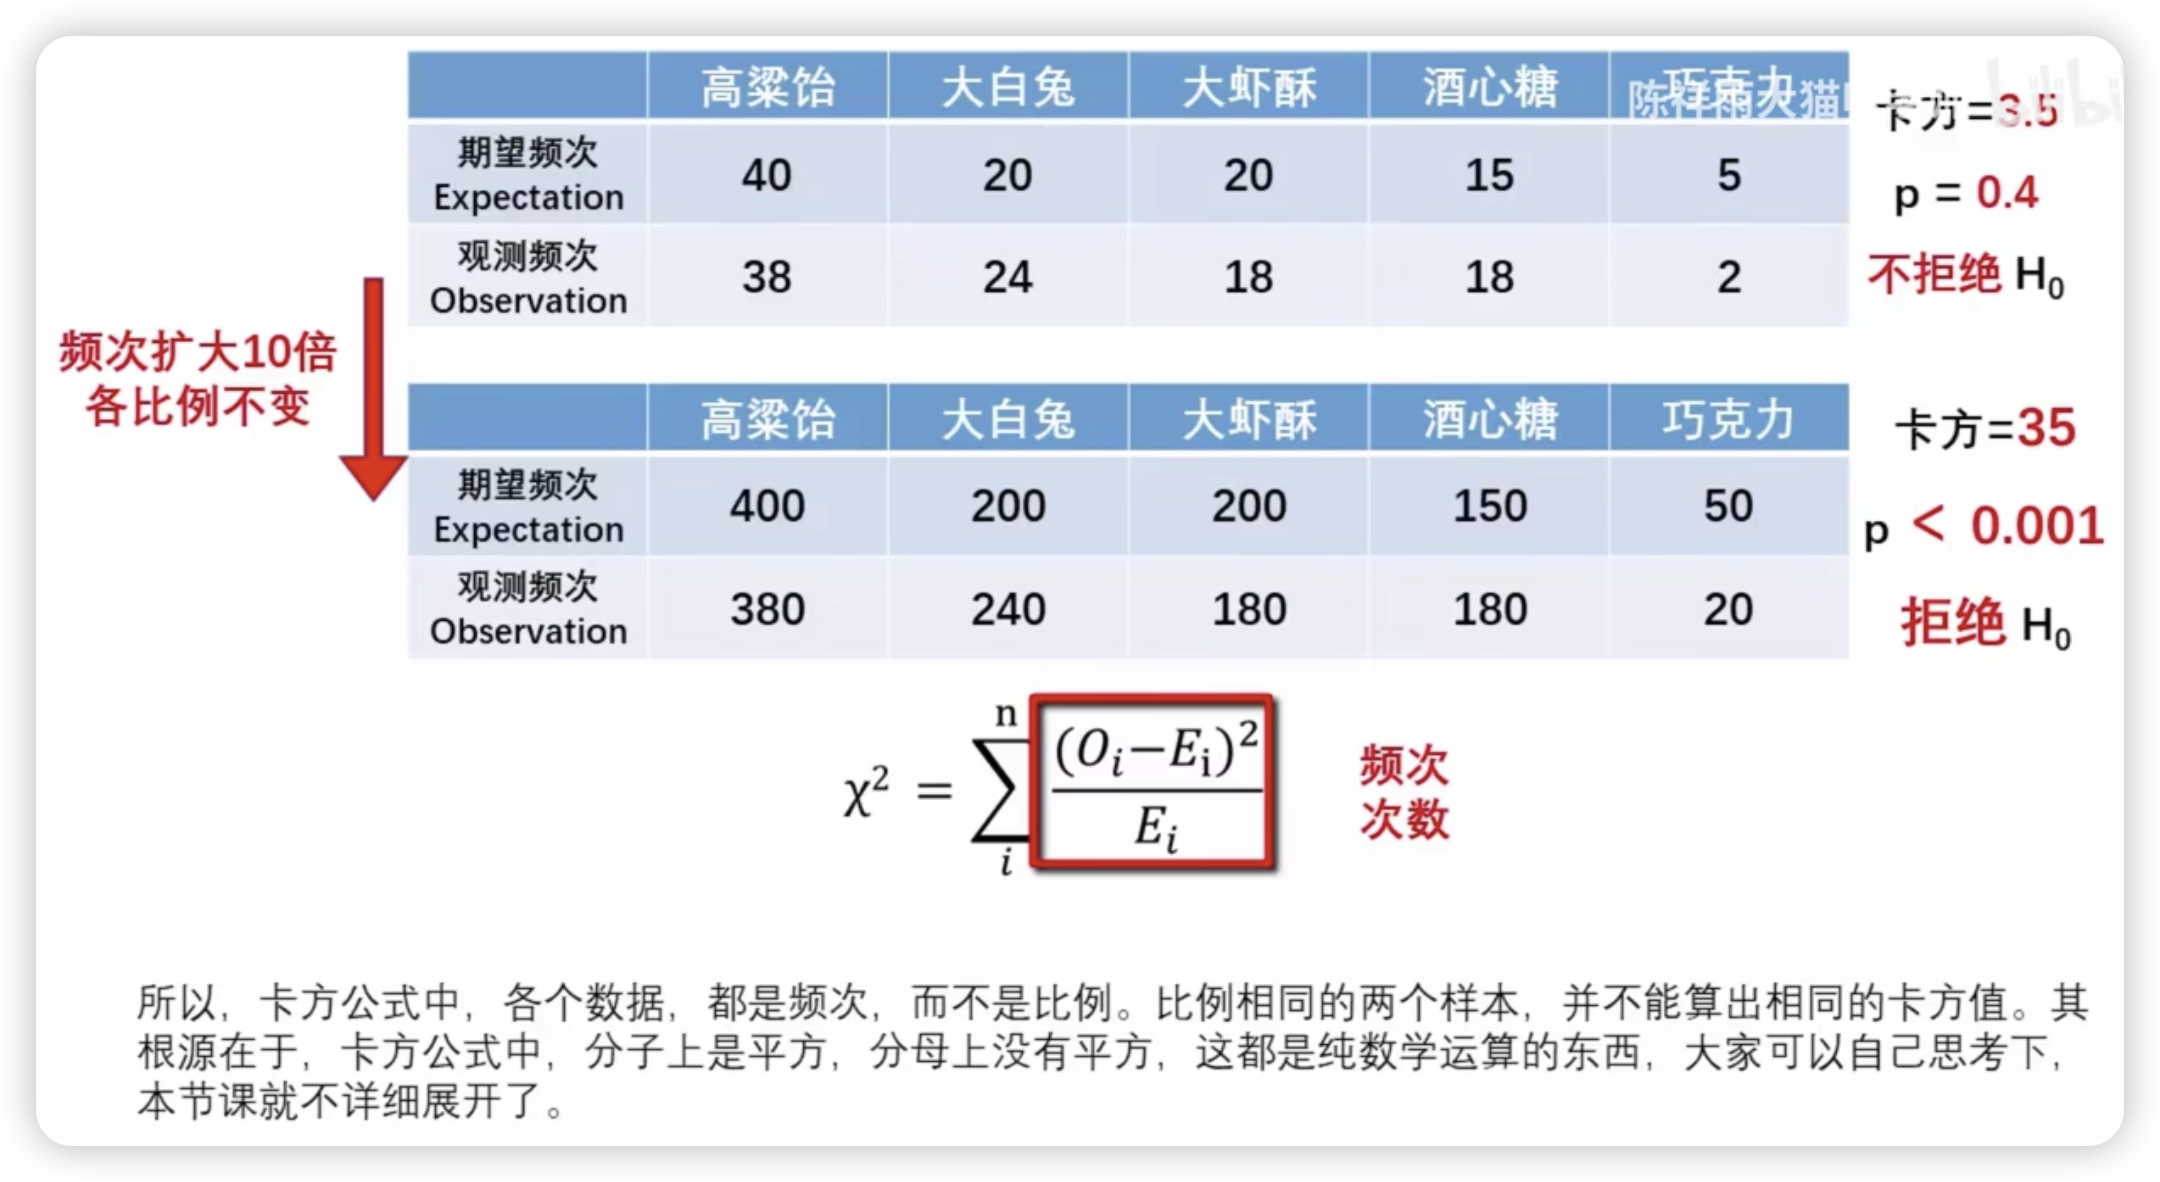 高粱饴 大白兔 大虾酥 酒心糖 巧克力
陈祥雨大猫
卡方=3.5
期望频次
Expectation 40 20 20 15 5
p = 0.4
观测频次
Observation 38 24 18 18 2
不拒绝 H₀
频次扩大10倍
各比例不变
高粱饴 大白兔 大虾酥 酒心糖 巧克力
卡方=35
期望频次
Expectation 400 200 200 150 50
p < 0.001
观测频次
Observation 380 240 180 180 20
拒绝 H₀
χ² = ∑ n i (Oᵢ−Eᵢ)² / Eᵢ
频次
次数
所以，卡方公式中，各个数据，都是频次，而不是比例。比例相同的两个样本，并不能算出相同的卡方值。其
根源在于，卡方公式中，分子上是平方，分母上没有平方，这都是纯数学运算的东西，大家可以自己思考下，
本节课就不详细展开了。